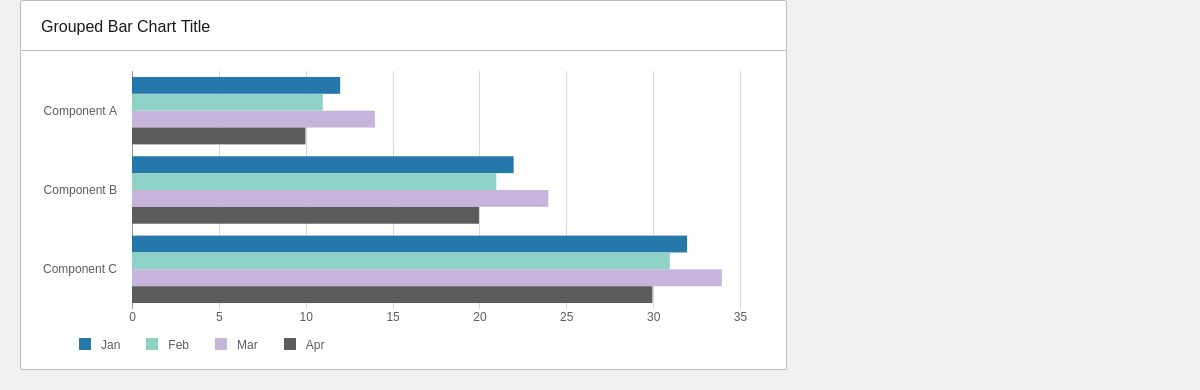 Grouped Bar Chart Title
Component A
Component B
Component C
0 5 10 15 20 25 30 35
Jan Feb Mar Apr